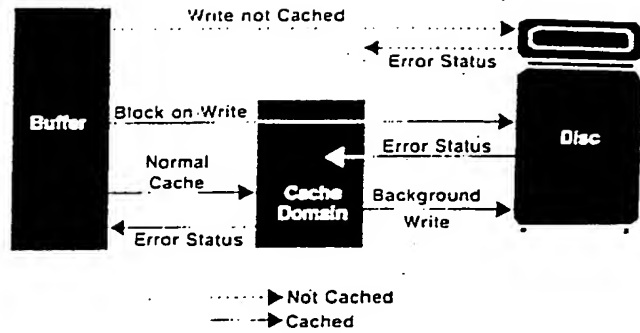 Write not Cached
Error Status
Buffer
Block on Write
Disc
Error Status
Normal
Cache
Cache
Domain
Background
Write
Error Status
Not Cached
Cached